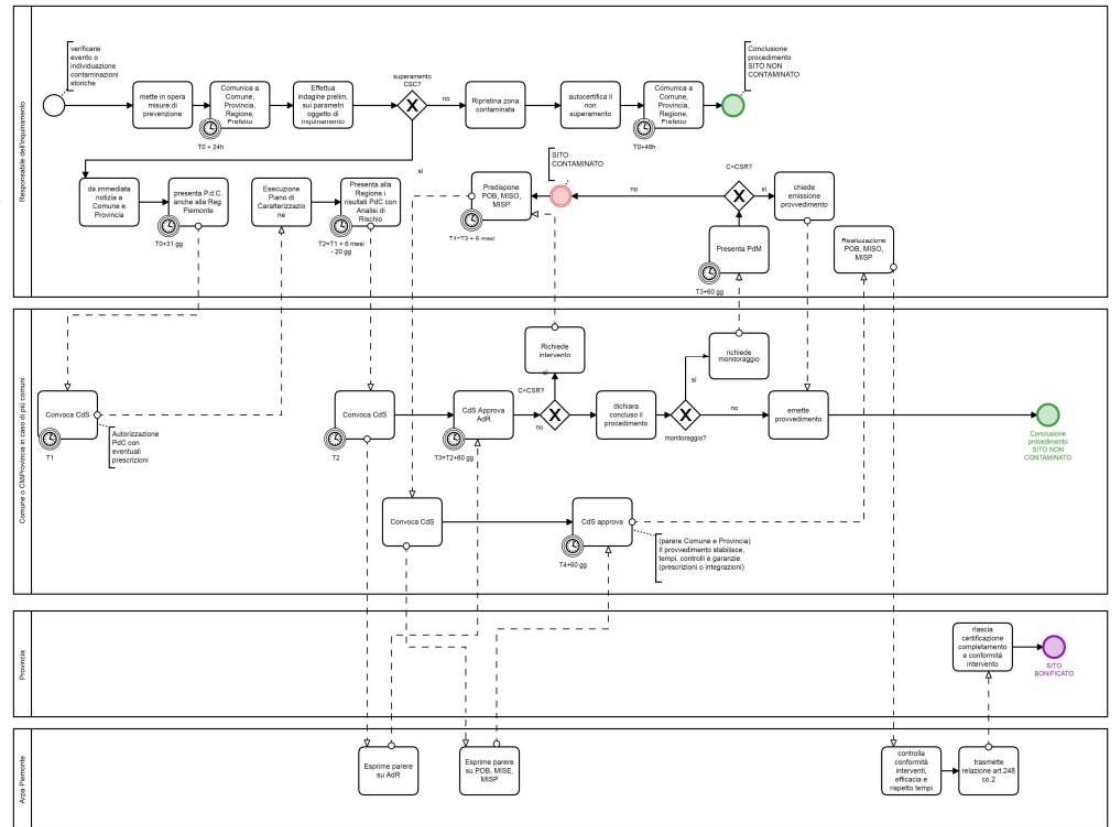 Responsabile dell'inquinamento
verificarsi
evento o
individuazione
contaminazioni
storiche
mette in opera
misure di
prevenzione
Comunica a
Comune,
Provincia,
Regione,
Prefetto
T0 + 24h
Effettua
indagine prelim.
sui parametri
oggetto di
inquinamento
superamento
CSC?
no
Ripristina zona
contaminata
autocertifica il
non
superamento
Comunica a
Comune,
Provincia,
Regione,
Prefetto
T0+48h
Conclusione
procedimento
SITO NON
CONTAMINATO
si
dà immediata
notizia a
Comune e
Provincia
presenta P.d.C.
anche alla Reg.
Piemonte
T0+31 gg
Esecuzione
Piano di
Caratterizzazio
ne
Presenta alla
Regione i
risultati PdC con
Analisi di
Rischio
T2=T1 + 6 mesi
- 20 gg
Predispone
POB, MISO,
MISP
T4=T3 + 6 mesi
SITO
CONTAMINATO
no
C<CSR?
si
chiede
emissione
provvedimento
Presenta PdM
T3+60 gg
Realizzazione
POB, MISO,
MISP
Comune o CM/Provincia in caso di più comuni
Convoca CdS
T1
Autorizzazione
PdC con
eventuali
prescrizioni
Convoca CdS
T2
CdS Approva
AdR
T3=T2+60 gg
Richiede
intervento
C<CSR?
si
no
dichiara
concluso il
procedimento
monitoraggio?
si
no
richiede
monitoraggio
emette
provvedimento
Conclusione
procedimento
SITO NON
CONTAMINATO
Convoca CdS
CdS approva
T4+60 gg
(parere Comune e Provincia)
Il provvedimento stabilisce,
tempi, controlli e garanzie
(prescrizioni o integrazioni)
Provincia
rilascia
certificazione
completamento
e conformità
intervento
SITO
BONIFICATO
Arpa Piemonte
Esprime parere
su AdR
Esprime parere
su POB, MISE,
MISP
controlla
conformità
interventi,
efficacia e
rispetto tempi
trasmette
relazione art.248
co.2